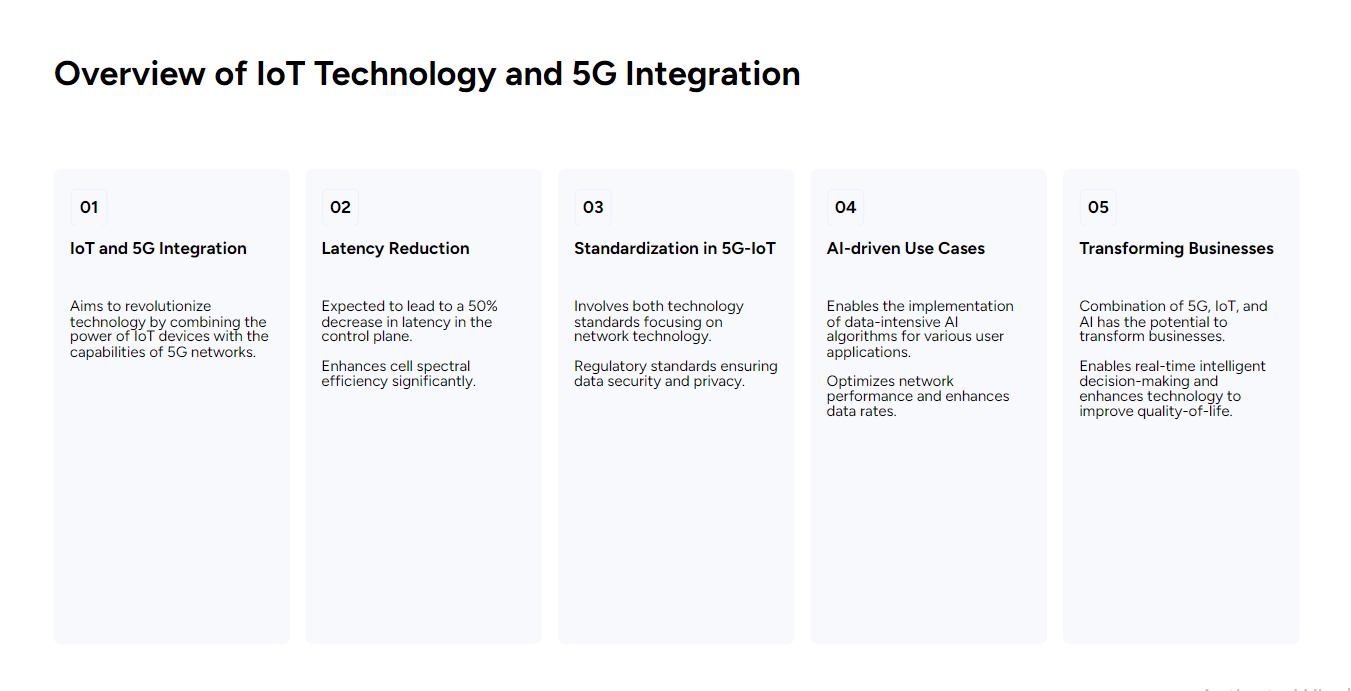 Overview of IoT Technology and 5G Integration
01
IoT and 5G Integration
Aims to revolutionize
technology by combining the
power of IoT devices with the
capabilities of 5G networks.
02
Latency Reduction
Expected to lead to a 50%
decrease in latency in the
control plane.
Enhances cell spectral
efficiency significantly.
03
Standardization in 5G-IoT
Involves both technology
standards focusing on
network technology.
Regulatory standards ensuring
data security and privacy.
04
AI-driven Use Cases
Enables the implementation
of data-intensive AI
algorithms for various user
applications.
Optimizes network
performance and enhances
data rates.
05
Transforming Businesses
Combination of 5G, IoT, and
AI has the potential to
transform businesses.
Enables real-time intelligent
decision-making and
enhances technology to
improve quality-of-life.